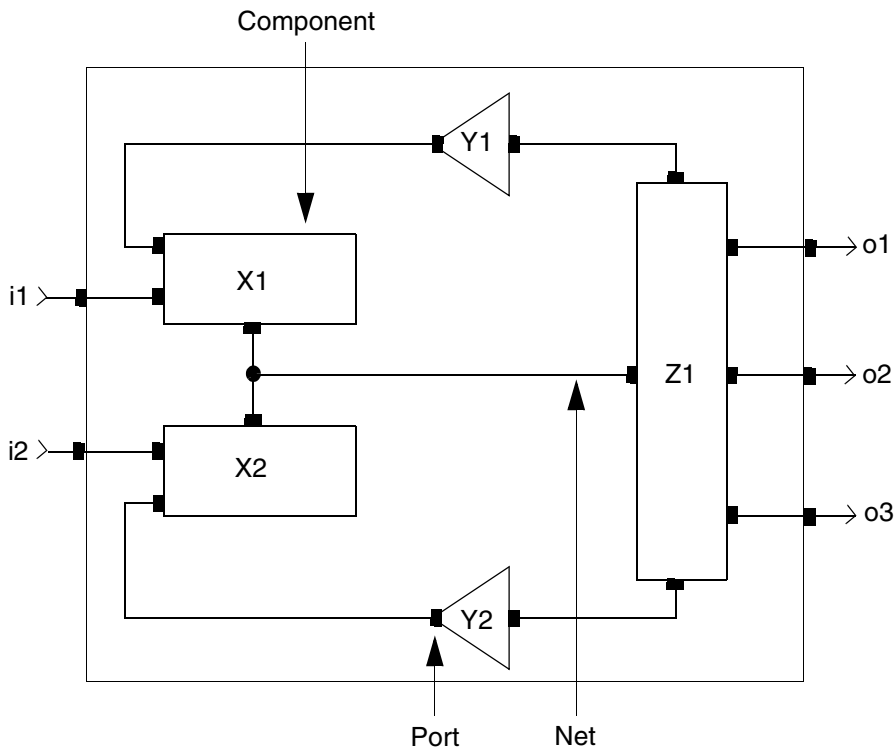 Component
Y1
o1
X1
i1
Z1
o2
i2
X2
o3
Y2
Port
Net